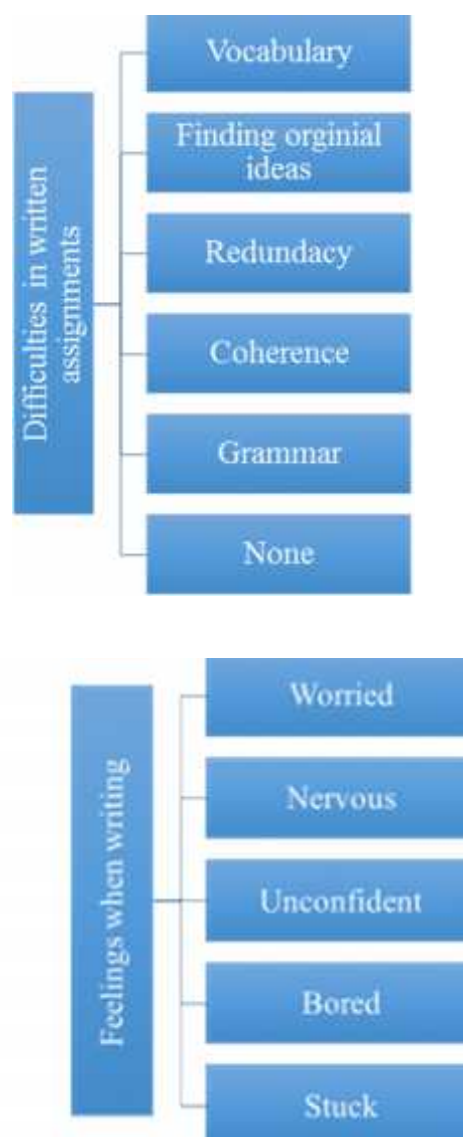 Difficulties in written
assignments
Vocabulary
Finding orginial
ideas
Redundacy
Coherence
Grammar
None
Feelings when writing
Worried
Nervous
Unconfident
Bored
Stuck